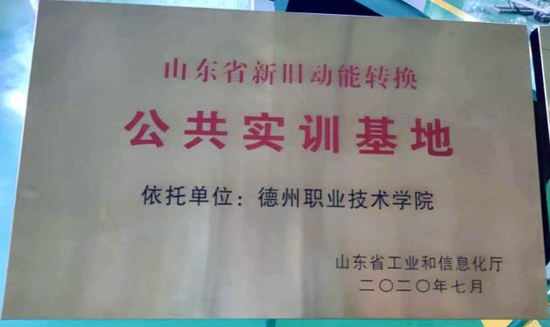 山东省新旧动能转换
公共实训基地
依托单位：德州职业技术学院
山东省工业和信息化厅
二〇二〇年七月